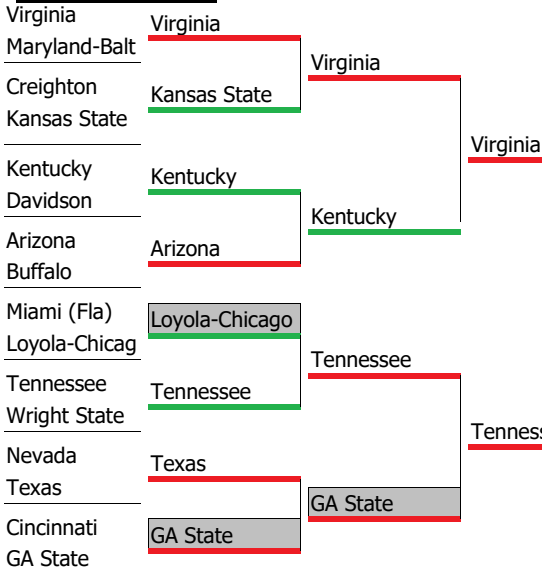 Virginia
Maryland-Balt
Creighton
Kansas State
Kentucky
Davidson
Arizona
Buffalo
Miami (Fla)
Loyola-Chicag
Tennessee
Wright State
Nevada
Texas
Cincinnati
GA State
Virginia
Kansas State
Kentucky
Arizona
Loyola-Chicago
Tennessee
Texas
GA State
Virginia
Kentucky
Tennessee
GA State
Virginia
Tennes